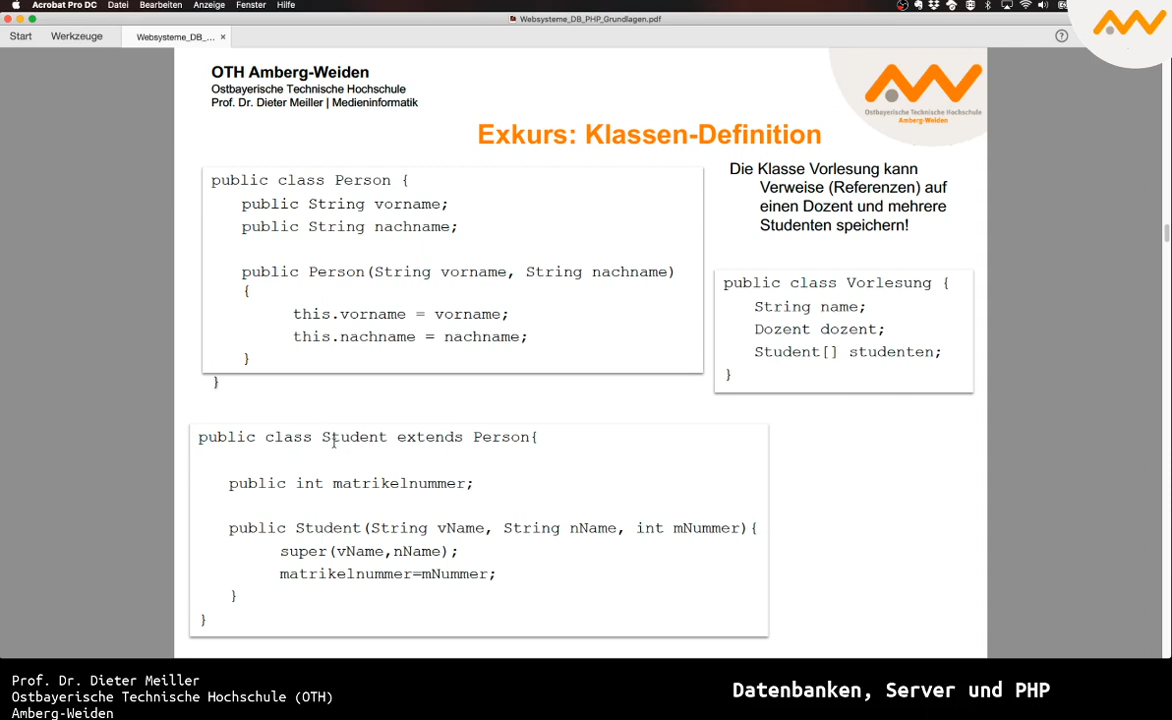 Acrobat Pro DC Datei Bearbeiten Anzeige Fenster Hilfe
Websysteme_DB_PHP_Grundlagen.pdf
Start Werkzeuge Websysteme_DB_... ×
OTH Amberg-Weiden
Ostbayerische Technische Hochschule
Prof. Dr. Dieter Meiller | Medieninformatik
Ostbayerische Technische Hochschule
Amberg-Weiden
Exkurs: Klassen-Definition
public class Person {
public String vorname;
public String nachname;
public Person(String vorname, String nachname)
{
this.vorname = vorname;
this.nachname = nachname;
}
}
Die Klasse Vorlesung kann
Verweise (Referenzen) auf
einen Dozent und mehrere
Studenten speichern!
public class Vorlesung {
String name;
Dozent dozent;
Student[] studenten;
}
public class Student extends Person{
public int matrikelnummer;
public Student(String vName, String nName, int mNummer){
super(vName,nName);
matrikelnummer=mNummer;
}
}
Prof. Dr. Dieter Meiller
Ostbayerische Technische Hochschule (OTH)
Amberg-Weiden
Datenbanken, Server und PHP